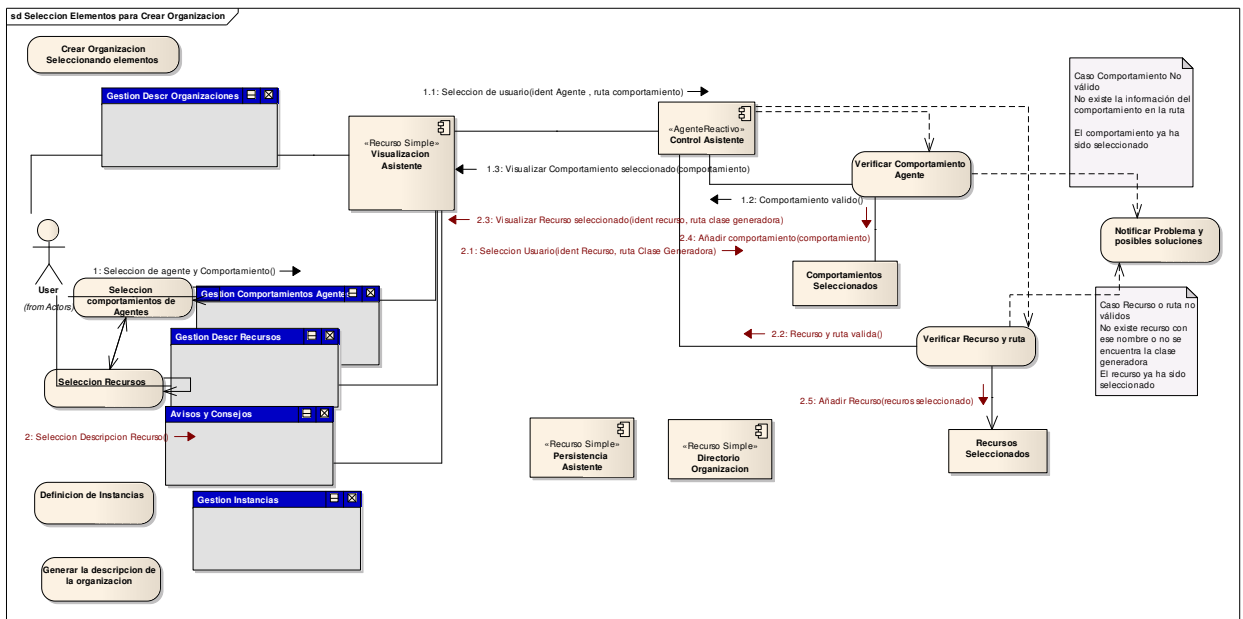 sd Seleccion Elementos para Crear Organizacion
Crear Organizacion
Seleccionando elementos
Gestion Descr Organizaciones
1.1: Seleccion de usuario(ident Agente , ruta comportamiento)
«Recurso Simple»
Visualizacion
Asistente
«AgenteReactivo»
Control Asistente
Caso Comportamiento No
válido
No existe la información del
comportamiento en la ruta
El comportamiento ya ha
sido seleccionado
1.3: Visualizar Comportamiento seleccionado(comportamiento)
Verificar Comportamiento
Agente
1.2: Comportamiento valido()
2.3: Visualizar Recurso seleccionado(ident recurso, ruta clase generadora)
2.4: Añadir comportamiento(comportamiento)
2.1: Seleccion Usuario(ident Recurso, ruta Clase Generadora)
Notificar Problema y
posibles soluciones
User
(from Actors)
1: Seleccion de agente y Comportamiento()
Seleccion
comportamientos de
Agentes
Gestion Comportamientos Agente
Comportamientos
Seleccionados
Gestion Descr Recursos
2.2: Recurso y ruta valida()
Verificar Recurso y ruta
Caso Recurso o ruta no
válidos
No existe recurso con
ese nombre o no se
encuentra la clase
generadora
El recurso ya ha sido
seleccionado
Seleccion Recursos
2.5: Añadir Recurso(recuros seleccionado)
Avisos y Consejos
2: Seleccion Descripcion Recurso()
«Recurso Simple»
Persistencia
Asistente
«Recurso Simple»
Directorio
Organizacion
Recursos
Seleccionados
Definicion de Instancias
Gestion Instancias
Generar la descripcion de
la organizacion